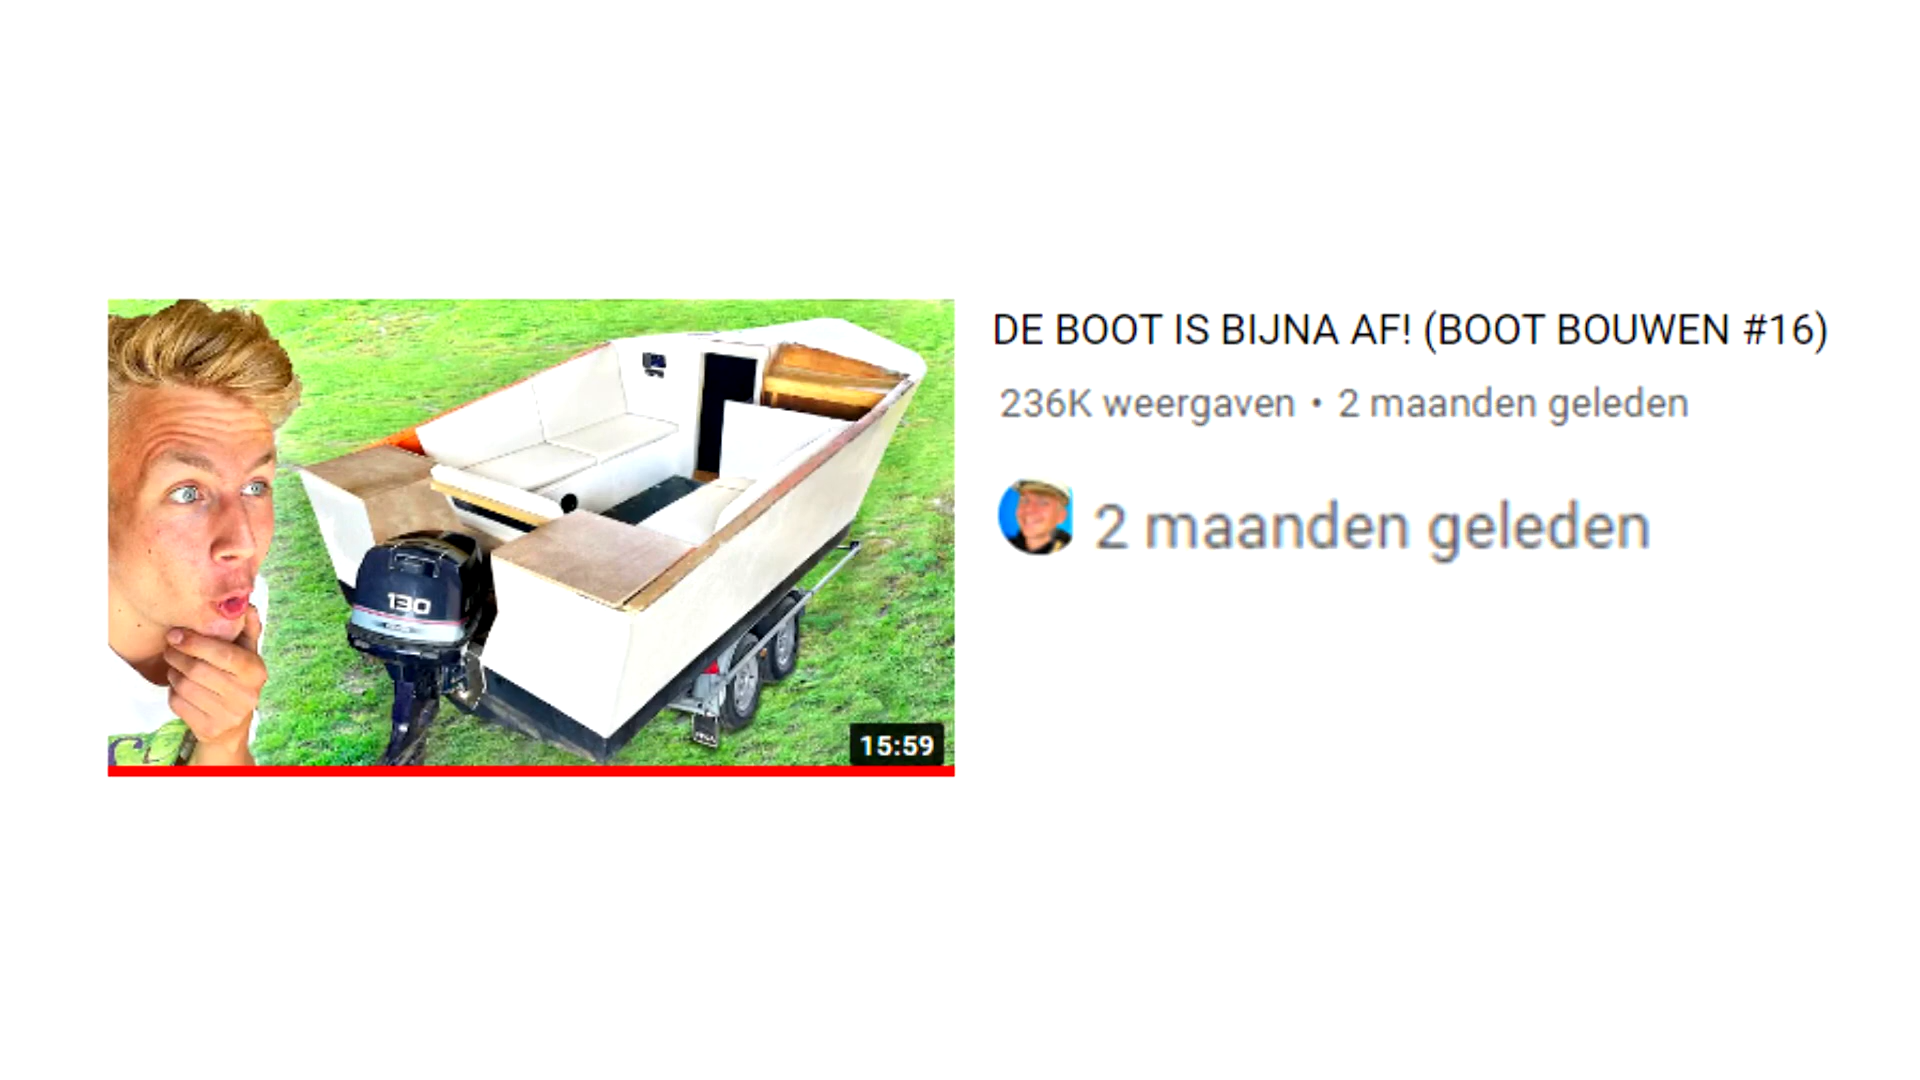 DE BOOT IS BIJNA AF! (BOOT BOUWEN #16)
236K weergaven • 2 maanden geleden
2 maanden geleden
130
15:59